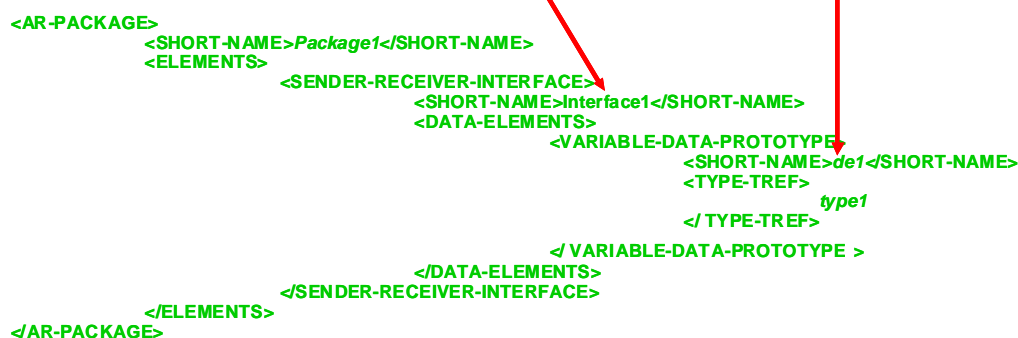 <AR-PACKAGE>
<SHORT-NAME>Package1</SHORT-NAME>
<ELEMENTS>
<SENDER-RECEIVER-INTERFACE>
<SHORT-NAME>Interface1</SHORT-NAME>
<DATA-ELEMENTS>
<VARIABLE-DATA-PROTOTYPE>
<SHORT-NAME>de1</SHORT-NAME>
<TYPE-TREF>
type1
</ TYPE-TREF>
</ VARIABLE-DATA-PROTOTYPE >
</DATA-ELEMENTS>
</SENDER-RECEIVER-INTERFACE>
</ELEMENTS>
</AR-PACKAGE>